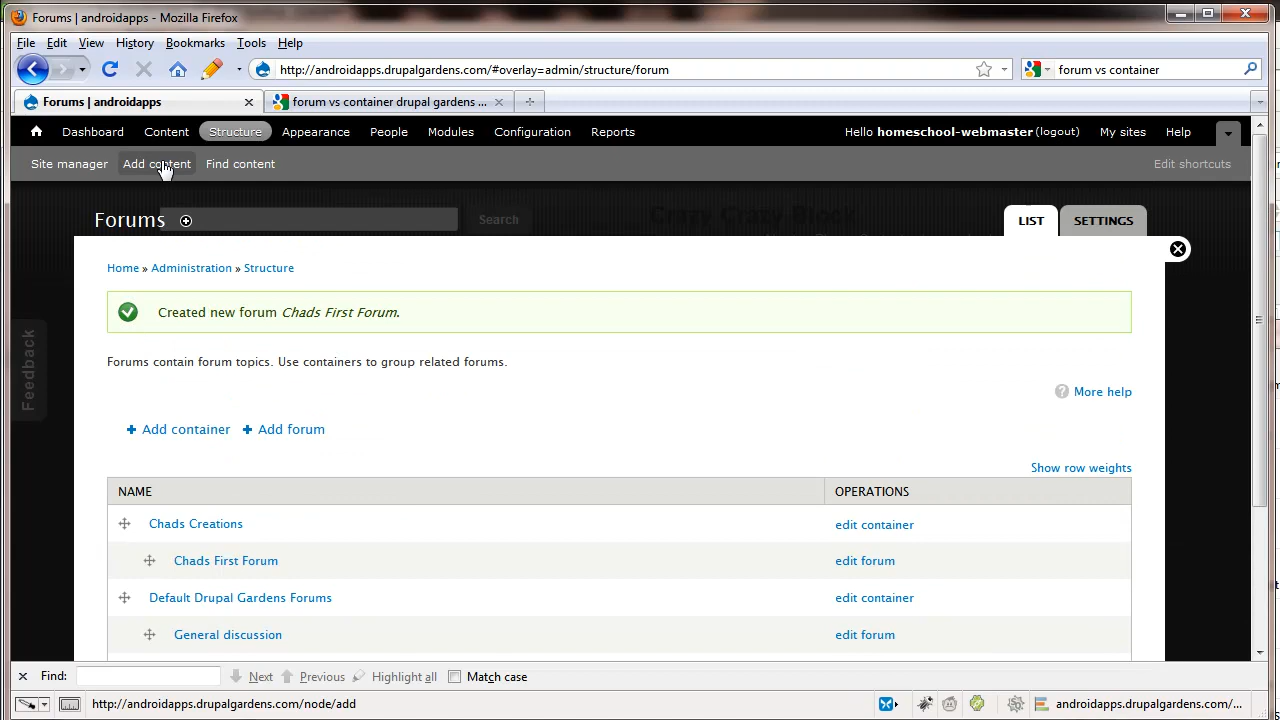 Forums | androidapps - Mozilla Firefox
File Edit View History Bookmarks Tools Help
http://androidapps.drupalgardens.com/#overlay=admin/structure/forum forum vs container
Forums | androidapps forum vs container drupal gardens ...
Dashboard Content Structure Appearance People Modules Configuration Reports Hello homeschool-webmaster (logout) My sites Help
Site manager Add content Find content Edit shortcuts
Forums Search Crazy Crazy Block LIST SETTINGS
Home » Administration » Structure
Created new forum Chads First Forum.
Feedback
Forums contain forum topics. Use containers to group related forums.
More help
Add container Add forum
Show row weights
NAME OPERATIONS
Chads Creations edit container
Chads First Forum edit forum
Default Drupal Gardens Forums edit container
General discussion edit forum
Find: Next Previous Highlight all Match case
http://androidapps.drupalgardens.com/node/add androidapps.drupalgardens.com/...